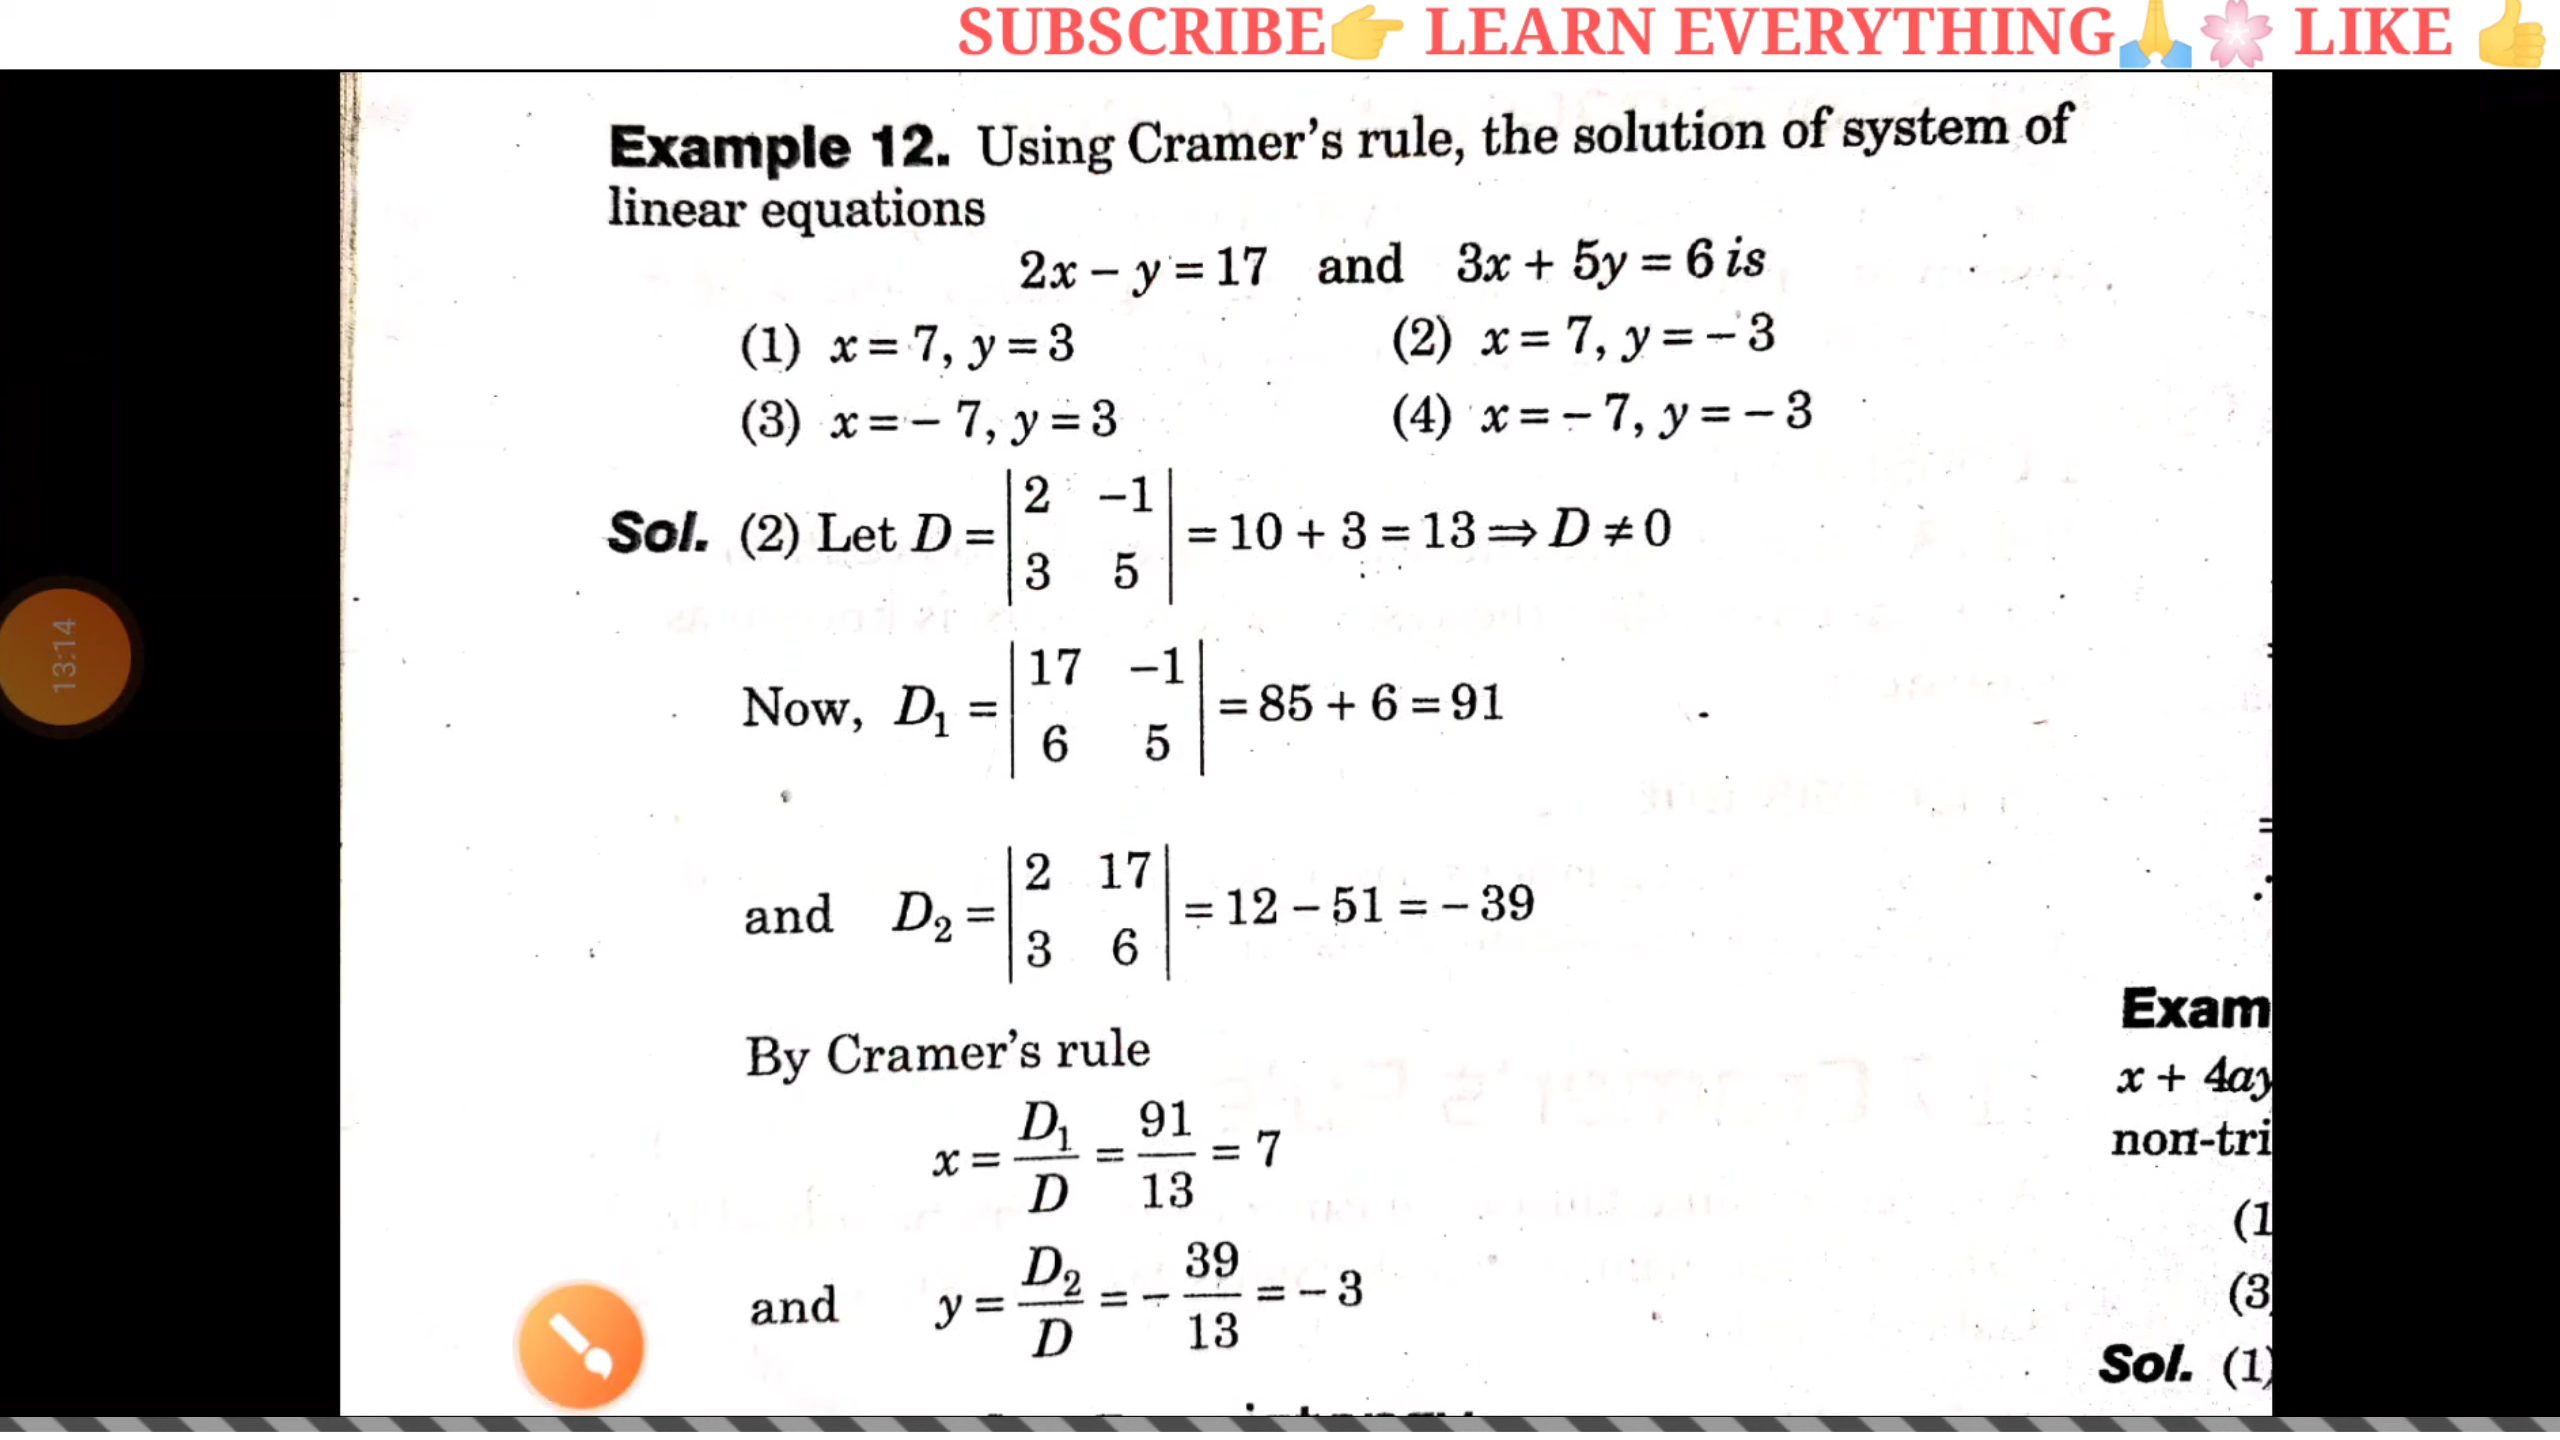 SUBSCRIBE👉 LEARN EVERYTHING🙏🌸 LIKE 👍
Example 12. Using Cramer's rule, the solution of system of
linear equations
2x – y = 17 and 3x + 5y = 6 is
(1) x = 7, y = 3 (2) x = 7, y = – 3
(3) x = – 7, y = 3 (4) x = – 7, y = – 3
Sol. (2) Let D = | 2 –1 | = 10 + 3 = 13 ⇒ D ≠ 0
| 3 5 |
Now, D₁ = | 17 –1 | = 85 + 6 = 91
| 6 5 |
and D₂ = | 2 17 | = 12 – 51 = – 39
| 3 6 |
By Cramer's rule
x = D₁/D = 91/13 = 7
and y = D₂/D = – 39/13 = – 3
13:14
Exam
x + 4ay
non-tri
(1
(3)
Sol. (1)